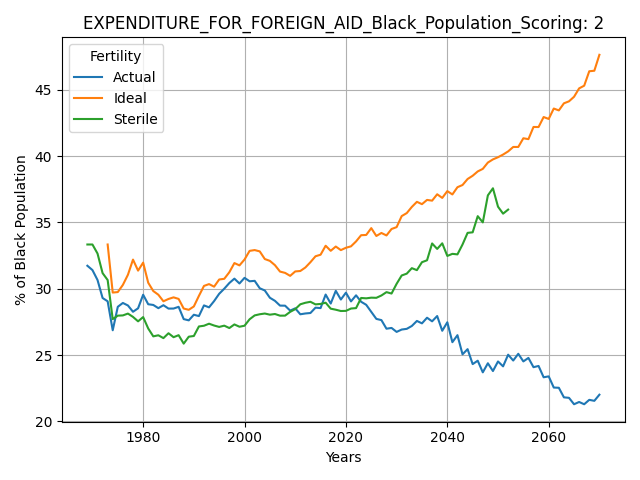 EXPENDITURE_FOR_FOREIGN_AID_Black_Population_Scoring: 2
Fertility
Actual
Ideal
Sterile
% of Black Population
45
40
35
30
25
20
1980
2000
2020
2040
2060
Years